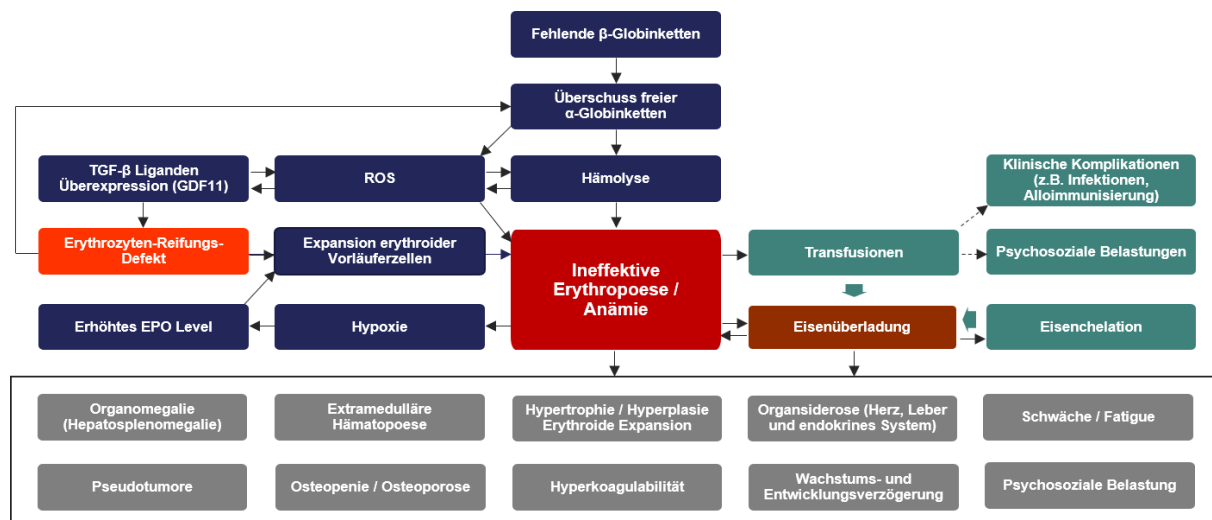 Fehlende β-Globinketten
Überschuss freier
α-Globinketten
TGF-β Liganden
Überexpression (GDF11)
ROS
Hämolyse
Klinische Komplikationen
(z.B. Infektionen,
Alloimmunisierung)
Erythrozyten-Reifungs-
Defekt
Expansion erythroider
Vorläuferzellen
Ineffektive
Erythropoese /
Anämie
Transfusionen
Psychosoziale Belastungen
Erhöhtes EPO Level
Hypoxie
Eisenüberladung
Eisenchelation
Organomegalie
(Hepatosplenomegalie)
Extramedulläre
Hämatopoese
Hypertrophie / Hyperplasie
Erythroide Expansion
Organsiderose (Herz, Leber
und endokrines System)
Schwäche / Fatigue
Pseudotumore
Osteopenie / Osteoporose
Hyperkoagulabilität
Wachstums- und
Entwicklungsverzögerung
Psychosoziale Belastung